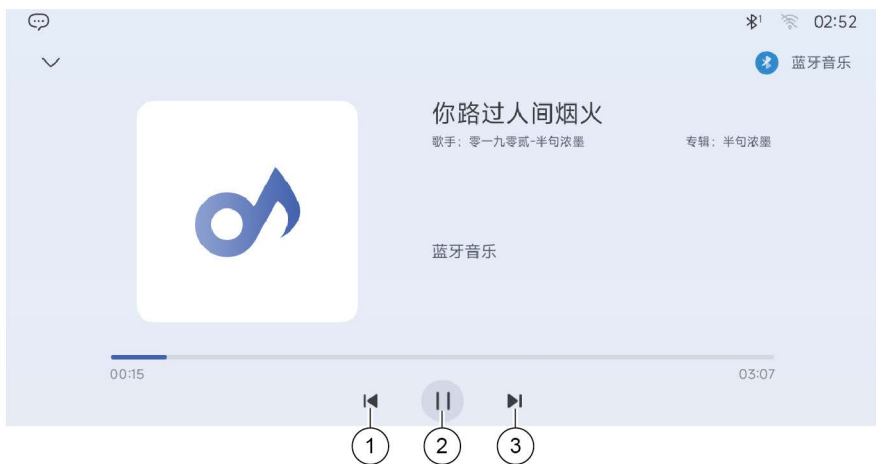 1 02:52
蓝牙音乐
你路过人间烟火
歌手：零一九零贰-半句浓墨 专辑：半句浓墨
蓝牙音乐
00:15 03:07
1 2 3